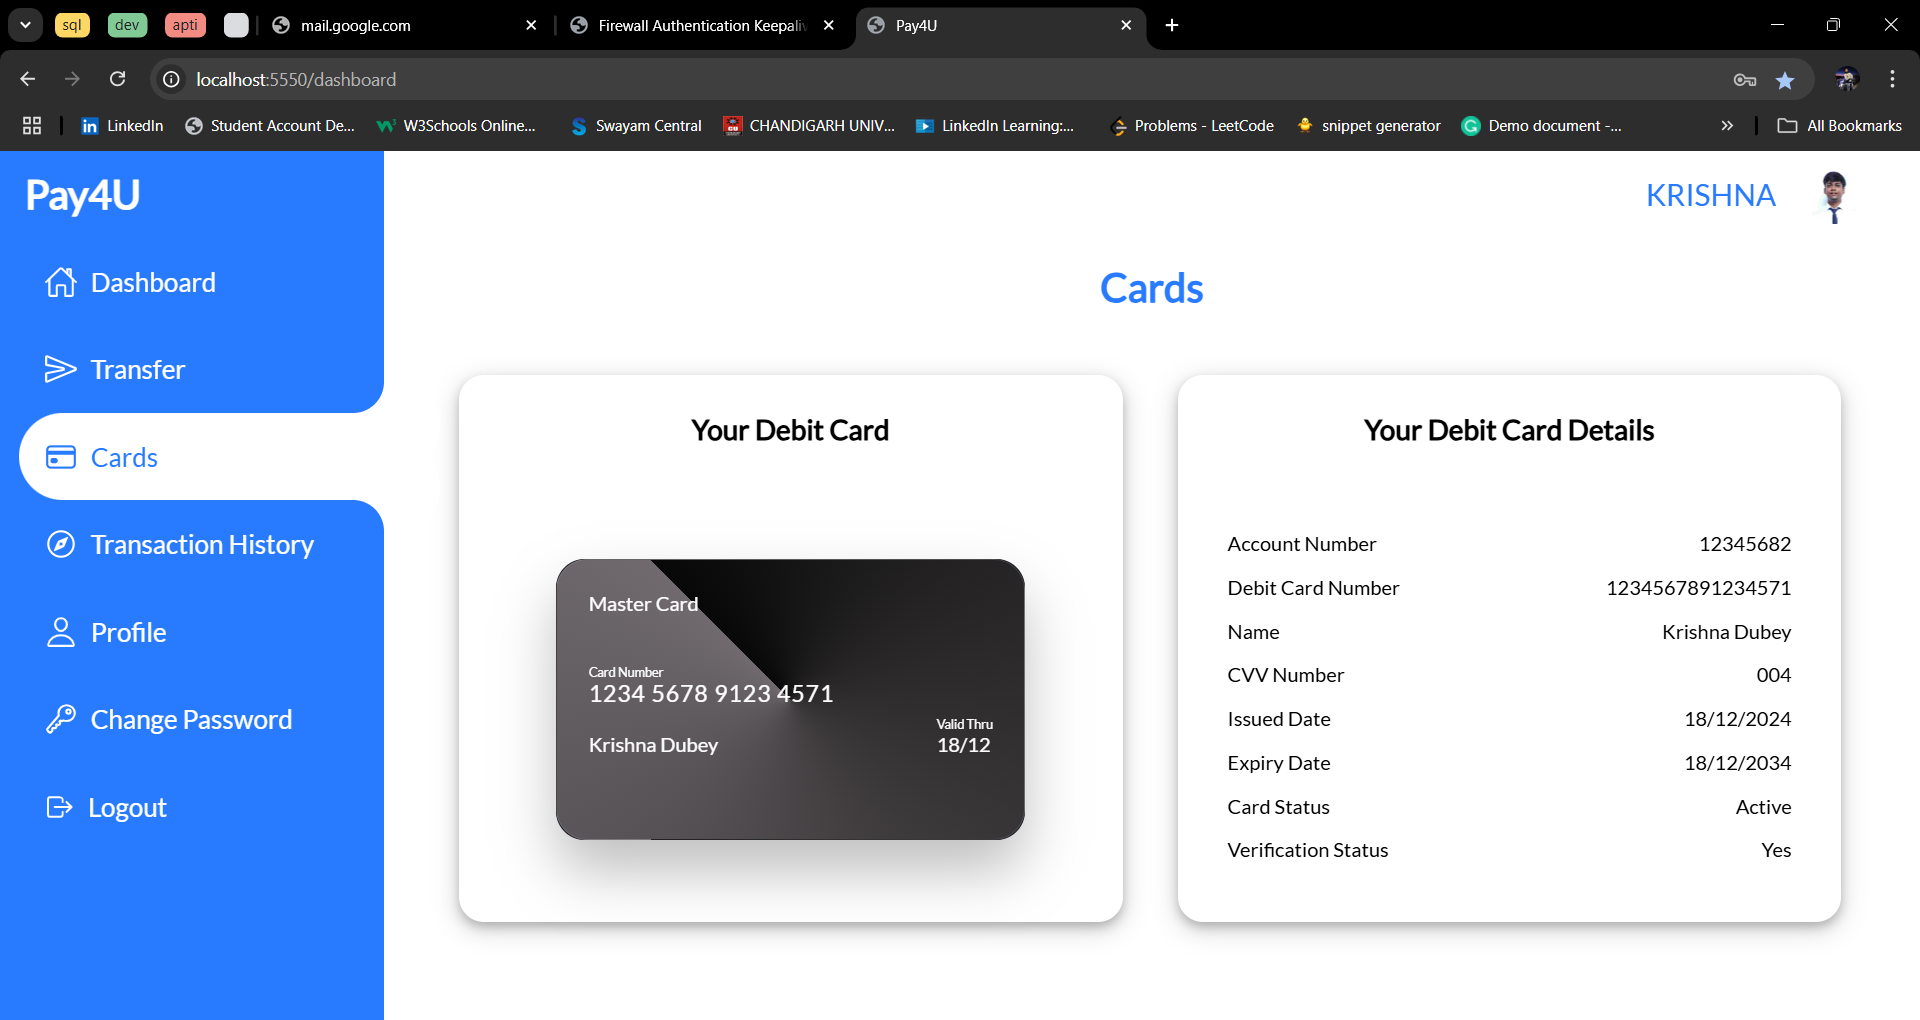 sql
dev
apti
mail.google.com
Firewall Authentication Keepaliv
Pay4U
localhost:5550/dashboard
LinkedIn
Student Account De...
W3Schools Online...
Swayam Central
CHANDIGARH UNIV...
LinkedIn Learning:...
Problems - LeetCode
snippet generator
Demo document -...
All Bookmarks
Pay4U
KRISHNA
Dashboard
Transfer
Cards
Transaction History
Profile
Change Password
Logout
Cards
Your Debit Card
Master Card
Card Number
1234 5678 9123 4571
Valid Thru
Krishna Dubey 18/12
Your Debit Card Details
Account Number 12345682
Debit Card Number 1234567891234571
Name Krishna Dubey
CVV Number 004
Issued Date 18/12/2024
Expiry Date 18/12/2034
Card Status Active
Verification Status Yes